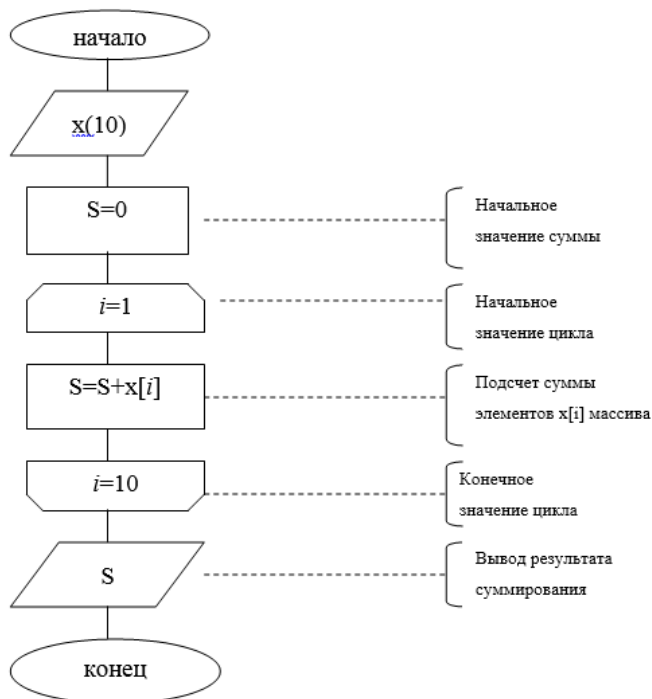 начало
x(10)
S=0
Начальное
значение суммы
i=1
Начальное
значение цикла
S=S+x[i]
Подсчет суммы
элементов x[i] массива
i=10
Конечное
значение цикла
S
Вывод результата
суммирования
конец